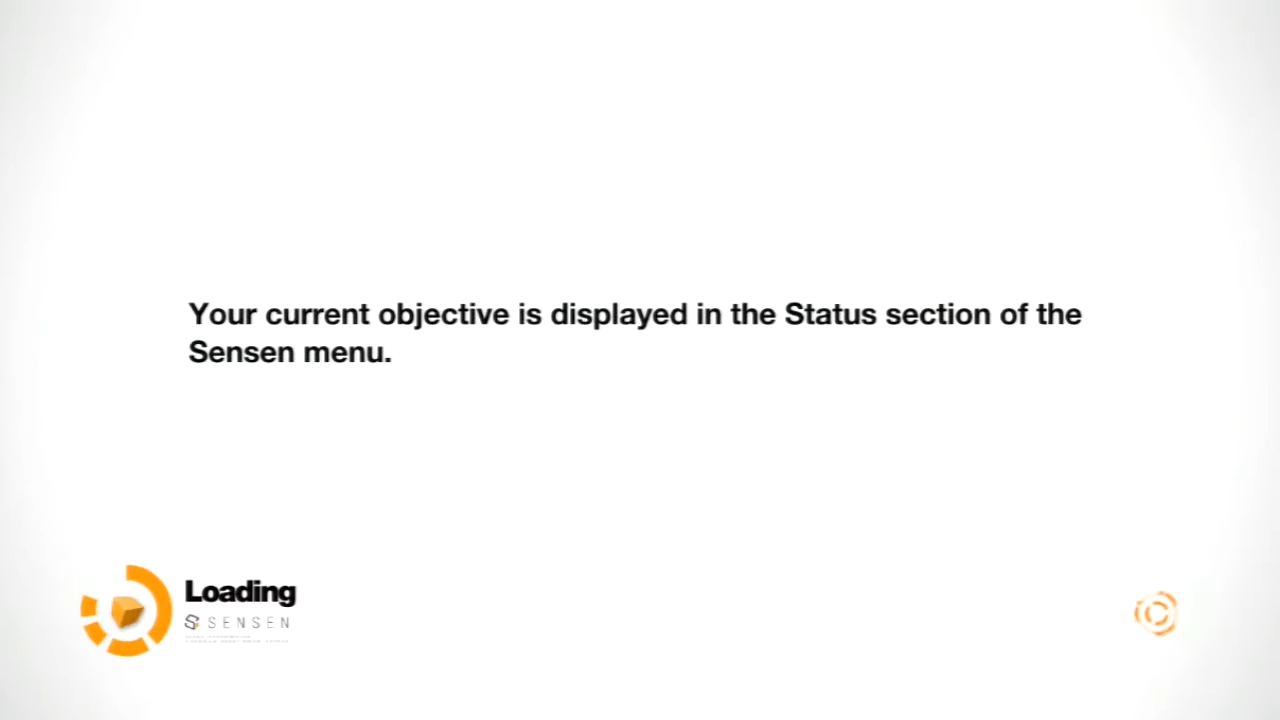 Your current objective is displayed in the Status section of the
Sensen menu.
Loading
SENSEN